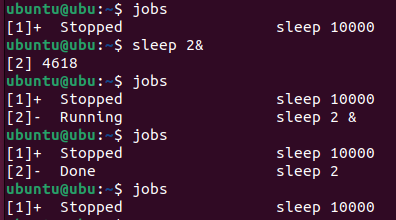 ubuntu@ubu:~$ jobs
[1]+  Stopped                 sleep 10000
ubuntu@ubu:~$ sleep 2&
[2] 4618
ubuntu@ubu:~$ jobs
[1]+  Stopped                 sleep 10000
[2]-  Running                 sleep 2 &
ubuntu@ubu:~$ jobs
[1]+  Stopped                 sleep 10000
[2]-  Done                    sleep 2
ubuntu@ubu:~$ jobs
[1]+  Stopped                 sleep 10000